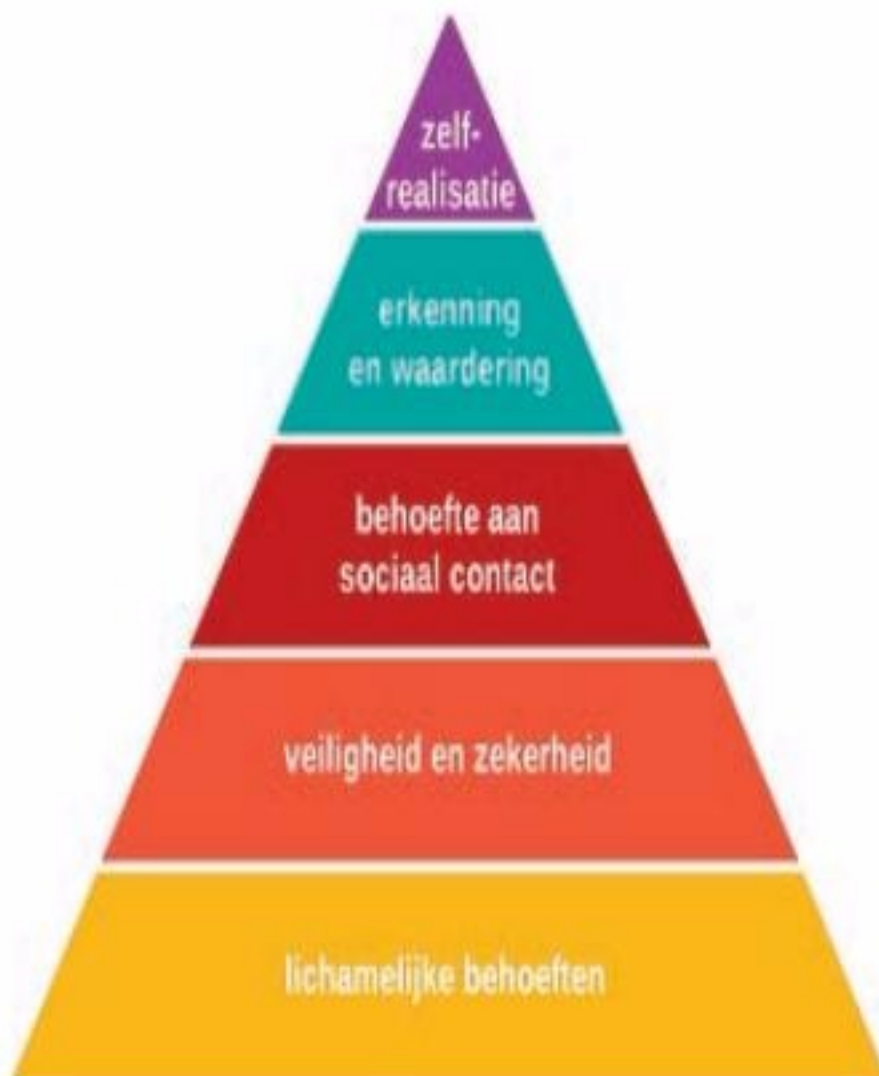 zelf-
realisatie
erkenning
en waardering
behoefte aan
sociaal contact
veiligheid en zekerheid
lichamelijke behoeften